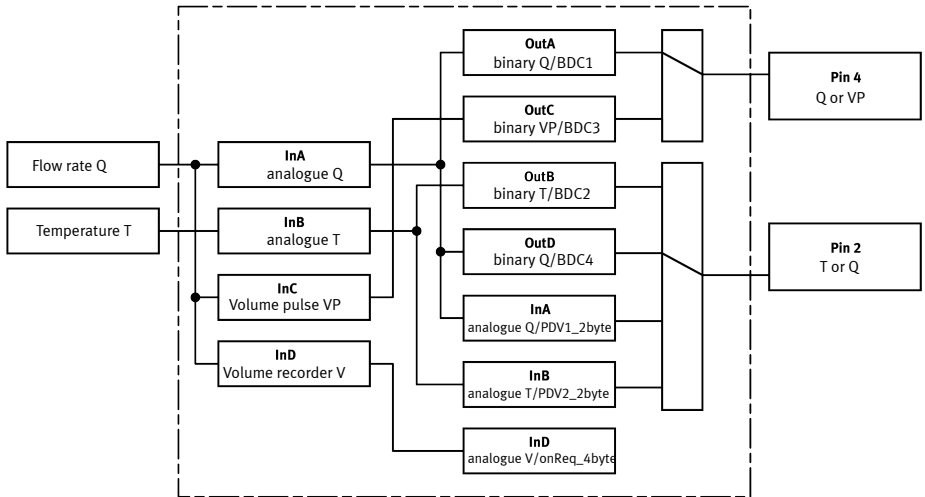 Flow rate Q
Temperature T
InA
analogue Q
InB
analogue T
InC
Volume pulse VP
InD
Volume recorder V
OutA
binary Q/BDC1
OutC
binary VP/BDC3
OutB
binary T/BDC2
OutD
binary Q/BDC4
InA
analogue Q/PDV1_2byte
InB
analogue T/PDV2_2byte
InD
analogue V/onReq_4byte
Pin 4
Q or VP
Pin 2
T or Q